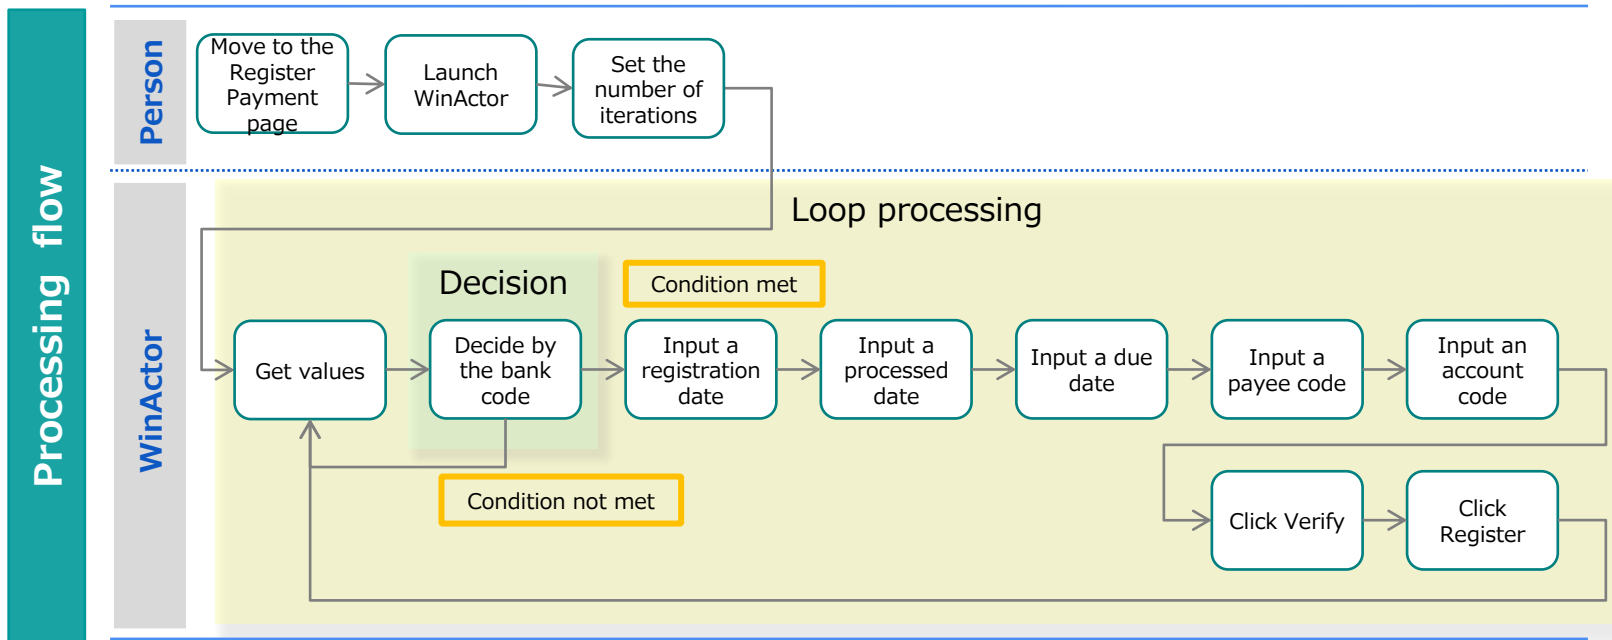 Processing flow
Person
Move to the
Register
Payment
page
Launch
WinActor
Set the
number of
iterations
WinActor
Loop processing
Decision
Condition met
Get values
Decide by
the bank
code
Input a
registration
date
Input a
processed
date
Input a due
date
Input a
payee code
Input an
account
code
Condition not met
Click Verify
Click
Register